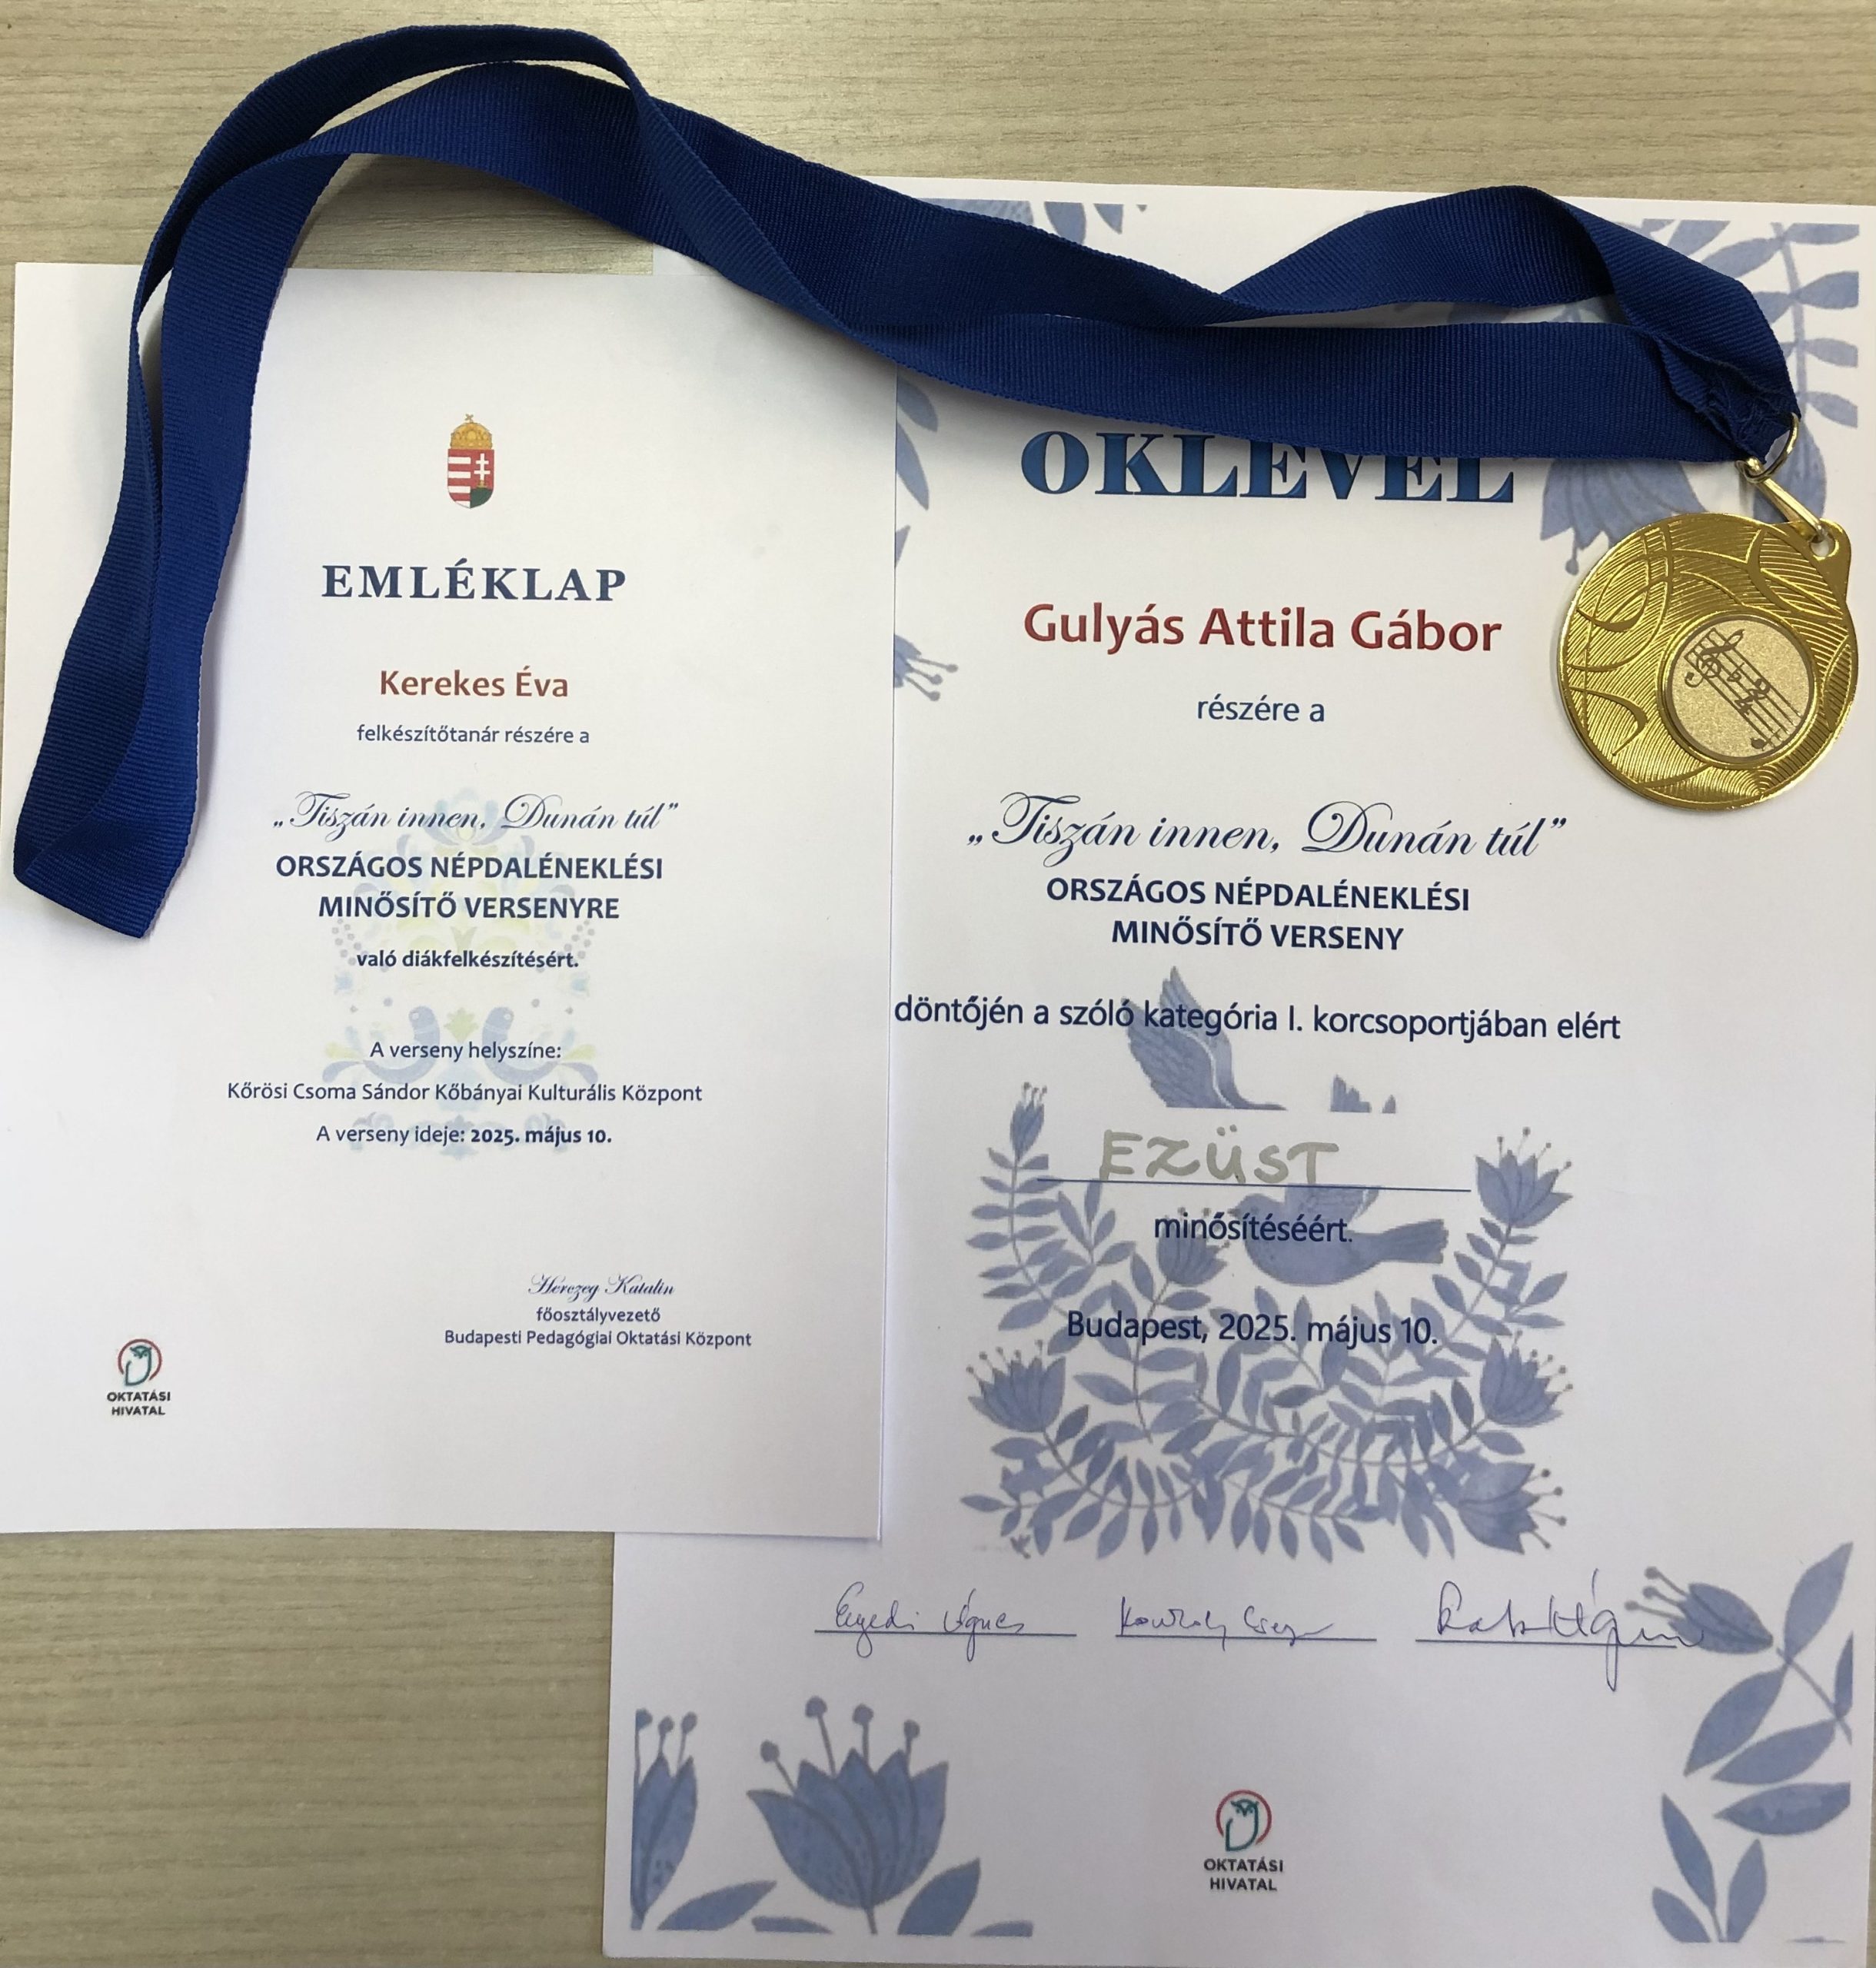 EMLÉKLAP
Kerekes Éva
felkészítőtanár részére a
„Tiszán innen, Dunán túl”
ORSZÁGOS NÉPDALÉNEKLÉSI
MINŐSÍTŐ VERSENYRE
való diákfelkészítésért.
A verseny helyszíne:
Kőrösi Csoma Sándor Kőbányai Kulturális Központ
A verseny ideje: 2025. május 10.
Herczeg Katalin
főosztályvezető
Budapesti Pedagógiai Oktatási Központ
OKTATÁSI
HIVATAL
OKLEVÉL
Gulyás Attila Gábor
részére a
„Tiszán innen, Dunán túl”
ORSZÁGOS NÉPDALÉNEKLÉSI
MINŐSÍTŐ VERSENY
döntőjén a szóló kategória I. korcsoportjában elért
EZÜST
minősítéséért.
Budapest, 2025. május 10.
Egyedi Ágnes
OKTATÁSI
HIVATAL